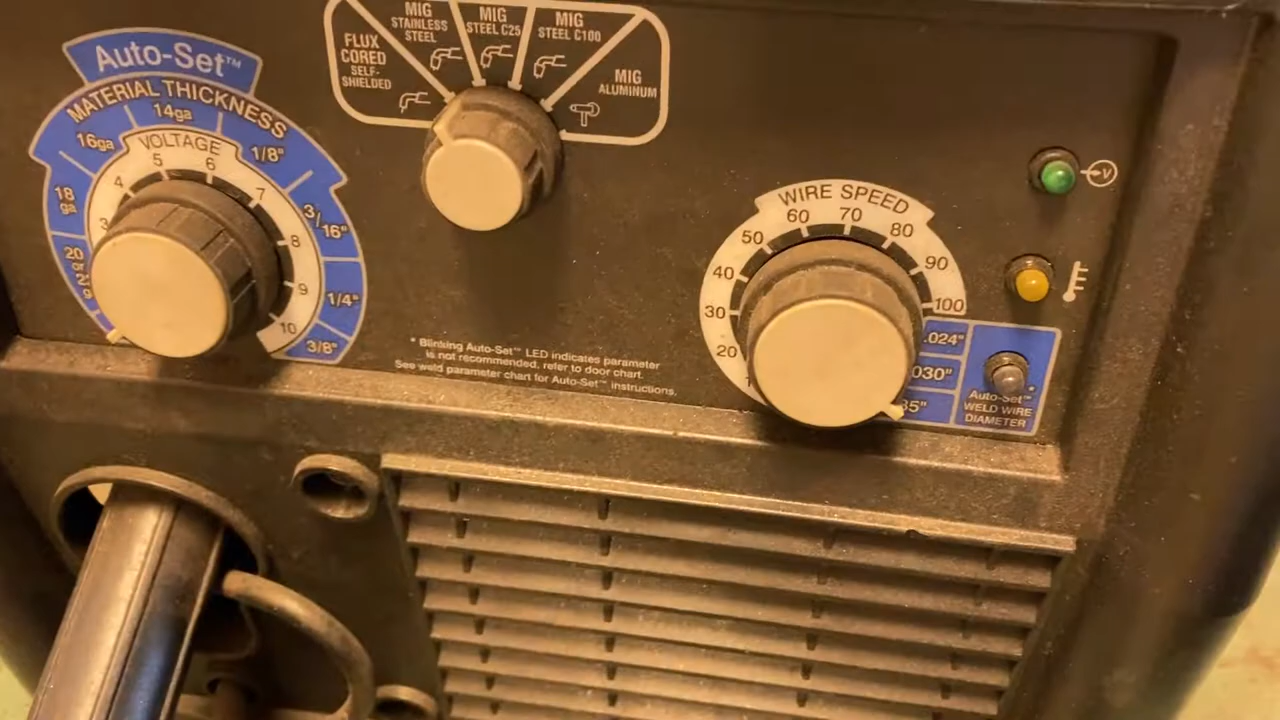 Auto-Set™
MATERIAL THICKNESS
14ga
16ga
1/8"
18
ga
3/16"
20
or
1/4"
3/8"
VOLTAGE
3
4
5
6
7
8
9
10
FLUX
CORED
SELF-
SHIELDED
MIG
STAINLESS
STEEL
MIG
STEEL C25
MIG
STEEL C100
MIG
ALUMINUM
WIRE SPEED
20
30
40
50
60
70
80
90
100
V
.024"
.030"
Auto-Set™*
WELD WIRE
DIAMETER
* Blinking Auto-Set™ LED indicates parameter
is not recommended, refer to door chart.
See weld parameter chart for Auto-Set™ instructions.